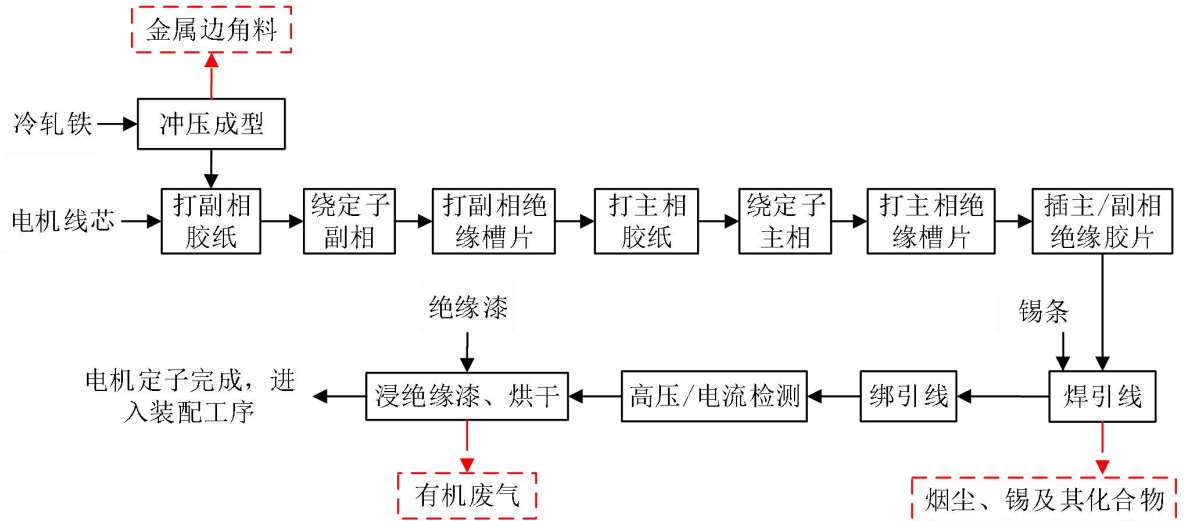 金属边角料
冷轧铁
冲压成型
电机线芯
打副相
胶纸
绕定子
副相
打副相绝
缘槽片
打主相
胶纸
绕定子
主相
打主相绝
缘槽片
插主/副相
绝缘胶片
绝缘漆
锡条
电机定子完成，进
入装配工序
浸绝缘漆、烘干
高压/电流检测
绑引线
焊引线
有机废气
烟尘、锡及其化合物